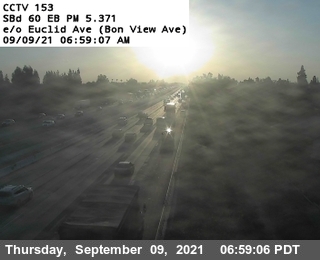 CCTV 153
SBd 60 EB PM 5.371
e/o Euclid Ave (Bon View Ave)
09/09/21 06:59:07 AM
Thursday, September 09, 2021 06:59:06 PDT